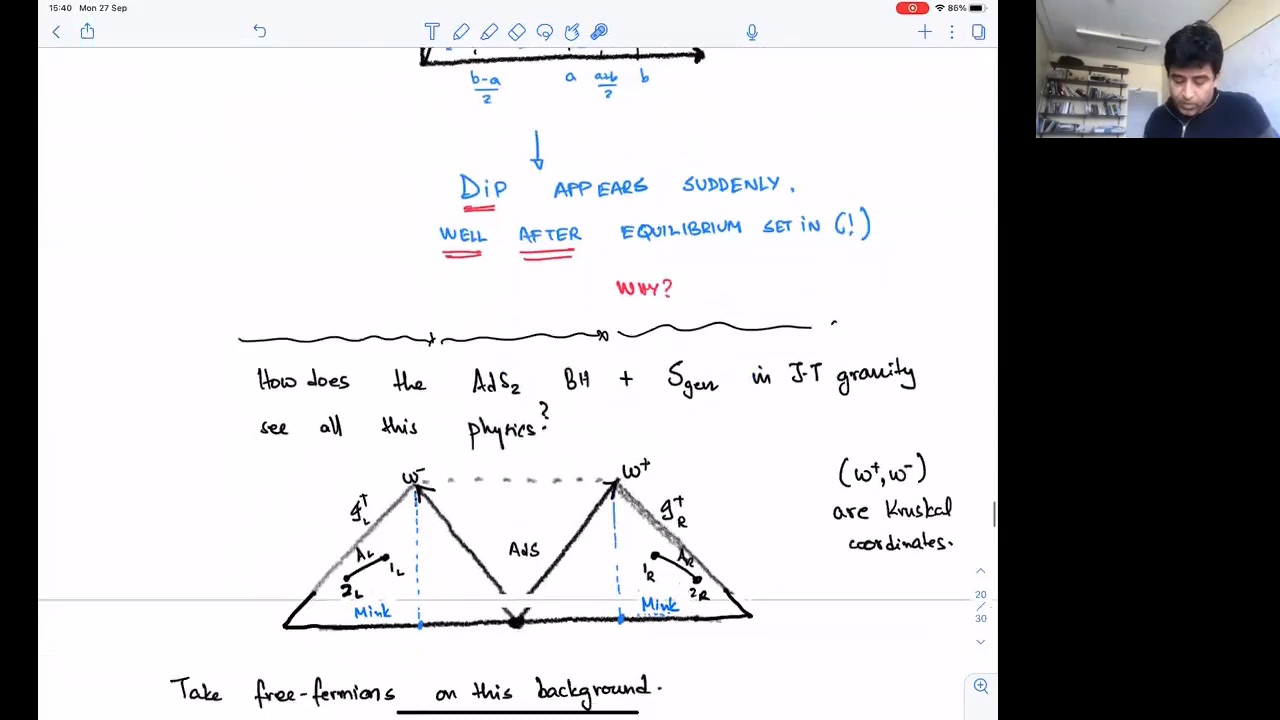 15:40 Mon 27 Sep
86%
b-a
2
a
a+b
2
b
DiP APPEARS SUDDENLY.
WELL AFTER EQUILIBRIUM SET IN (!)
WHY?
How does the AdS₂ BH + Sgen in J-T gravity
see all this physics?
w⁻
w⁺
(w⁺, w⁻)
are Kruskal
coordinates.
𝓘L⁺
𝓘R⁺
AdS
AL
1L
2L
Mink
AR
1R
2R
Mink
20
/
30
Take free-fermions on this background.